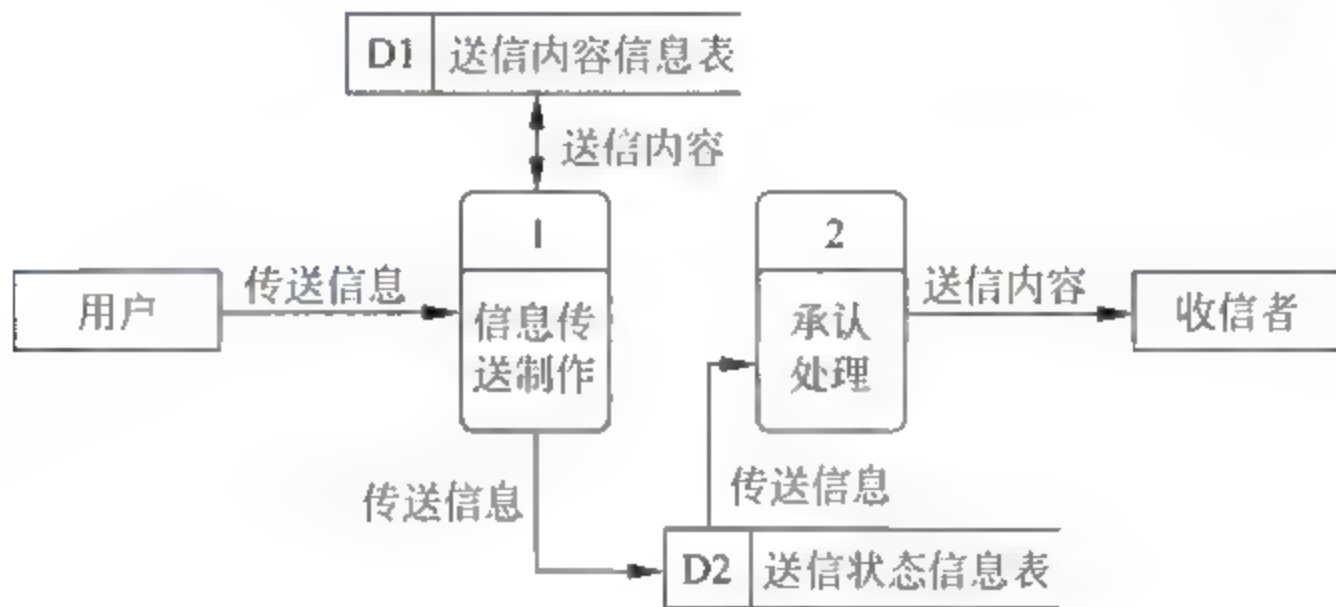 D1 送信内容信息表
送信内容
1
2
用户
传送信息
信息传
送制作
承认
处理
送信内容
收信者
传送信息
传送信息
D2 送信状态信息表